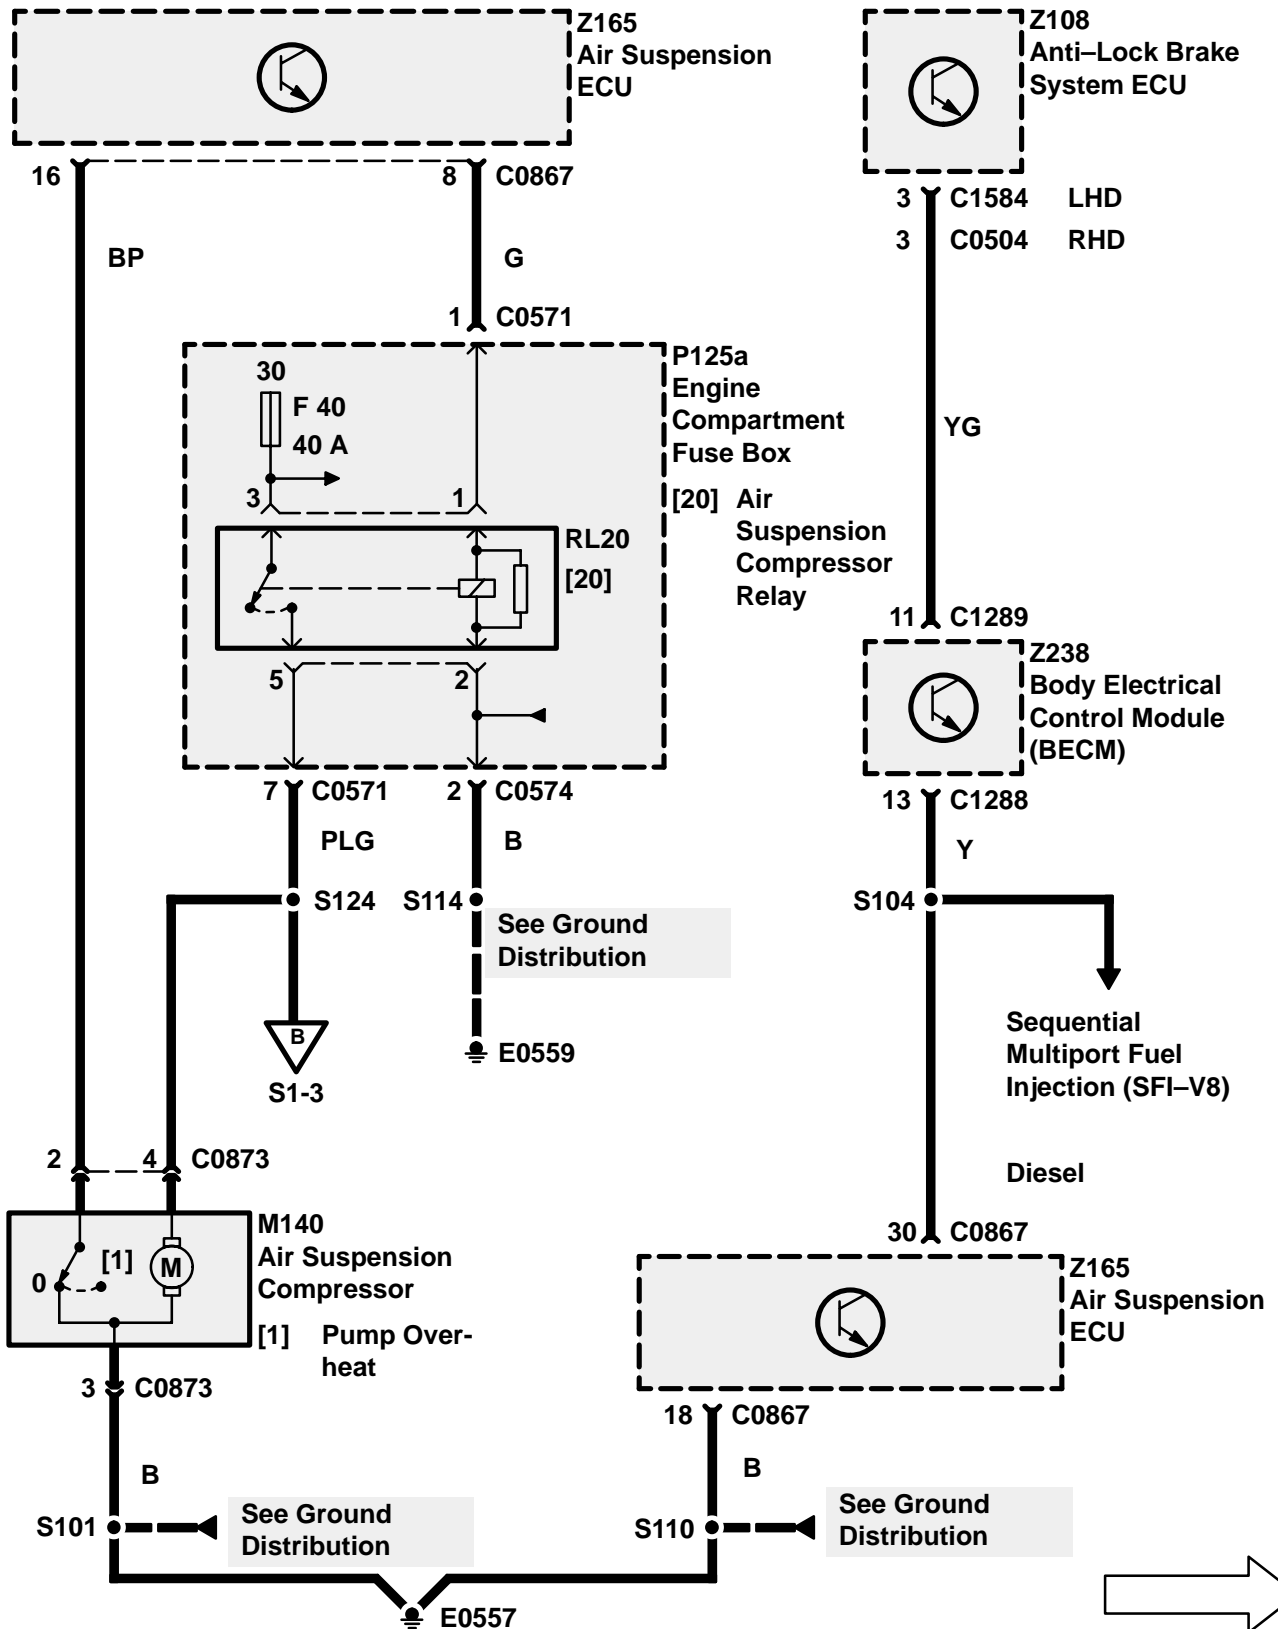 Z165
Air Suspension
ECU
Z108
Anti–Lock Brake
System ECU
16
8
C0867
3
C1584
LHD
3
C0504
RHD
BP
G
1
C0571
P125a
Engine
Compartment
Fuse Box
[20] Air
Suspension
Compressor
Relay
30
F 40
40 A
3
1
RL20
[20]
5
2
YG
11
C1289
Z238
Body Electrical
Control Module
(BECM)
7
C0571
2
C0574
13
C1288
PLG
B
Y
S124
S114
S104
See Ground
Distribution
B
S1-3
E0559
Sequential
Multiport Fuel
Injection (SFI–V8)
Diesel
2
4
C0873
M140
Air Suspension
Compressor
[1] Pump Over-
heat
0
[1]
M
30
C0867
Z165
Air Suspension
ECU
3
C0873
18
C0867
B
B
S101
See Ground
Distribution
S110
See Ground
Distribution
E0557